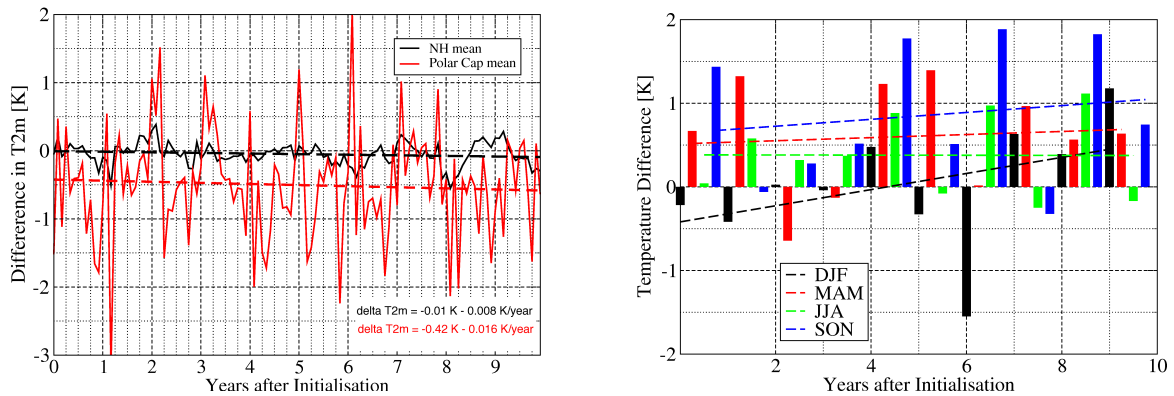 2
1
0
-1
-2
-3
Difference in T2m [K]
NH mean
Polar Cap mean
delta T2m = -0.01 K - 0.008 K/year
delta T2m = -0.42 K - 0.016 K/year
0 1 2 3 4 5 6 7 8 9
Years after Initialisation
2
1
0
-1
-2
Temperature Difference [K]
DJF
MAM
JJA
SON
2 4 6 8 10
Years after Initialisation